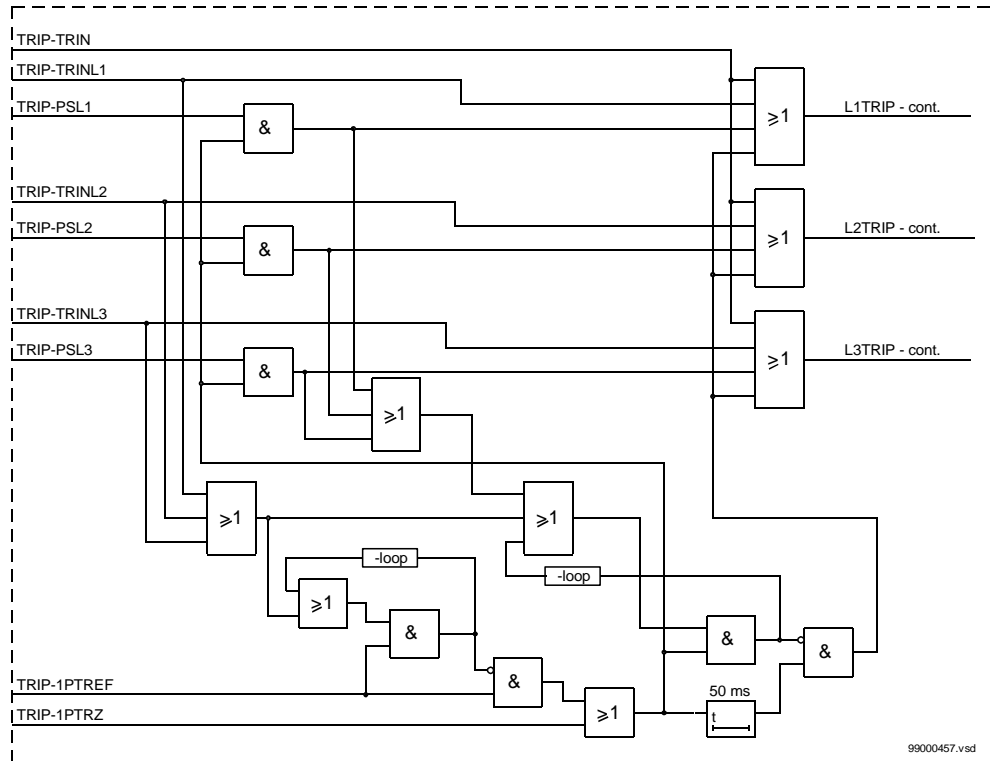 TRIP-TRIN
TRIP-TRINL1
TRIP-PSL1
&
≥1
L1TRIP - cont.
TRIP-TRINL2
TRIP-PSL2
&
≥1
L2TRIP - cont.
TRIP-TRINL3
TRIP-PSL3
&
≥1
L3TRIP - cont.
≥1
≥1
≥1
-loop
-loop
≥1
&
&
&
&
TRIP-1PTREF
TRIP-1PTRZ
≥1
50 ms
t
99000457.vsd